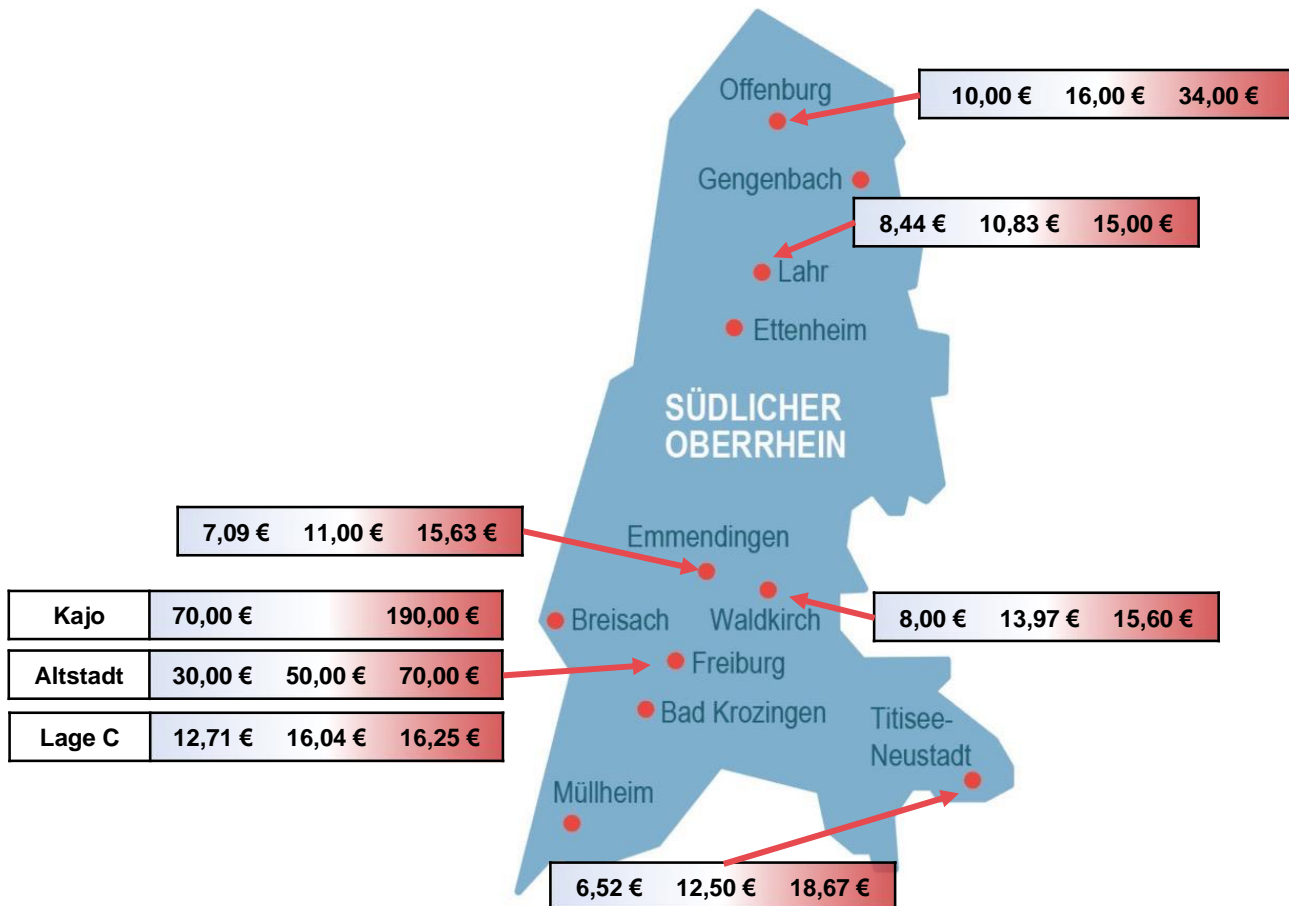 Offenburg
10,00 € 16,00 € 34,00 €
Gengenbach
8,44 € 10,83 € 15,00 €
Lahr
Ettenheim
SÜDLICHER
OBERRHEIN
7,09 € 11,00 € 15,63 €
Emmendingen
Kajo 70,00 € 190,00 €
Breisach
Waldkirch
8,00 € 13,97 € 15,60 €
Altstadt 30,00 € 50,00 € 70,00 €
Freiburg
Lage C 12,71 € 16,04 € 16,25 €
Bad Krozingen
Titisee-
Neustadt
Müllheim
6,52 € 12,50 € 18,67 €